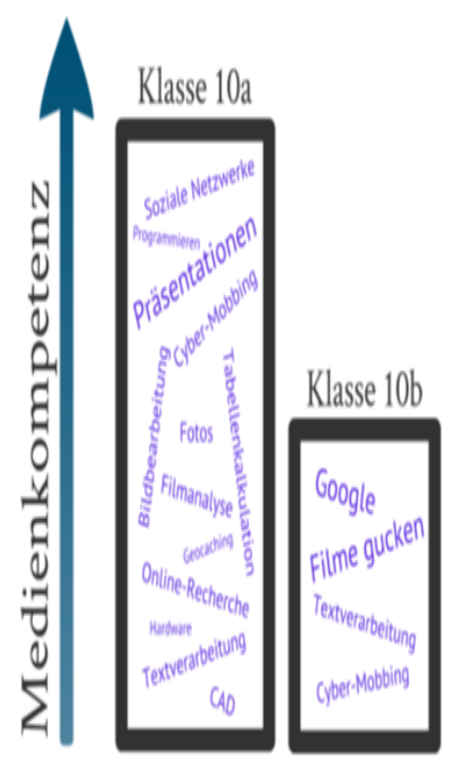 Medienkompetenz
Klasse 10a
Soziale Netzwerke
Programmieren
Präsentationen
Cyber-Mobbing
Bildbearbeitung
Tabellenkalkulation
Fotos
Filmanalyse
Geocaching
Online-Recherche
Hardware
Textverarbeitung
CAD
Klasse 10b
Google
Filme gucken
Textverarbeitung
Cyber-Mobbing